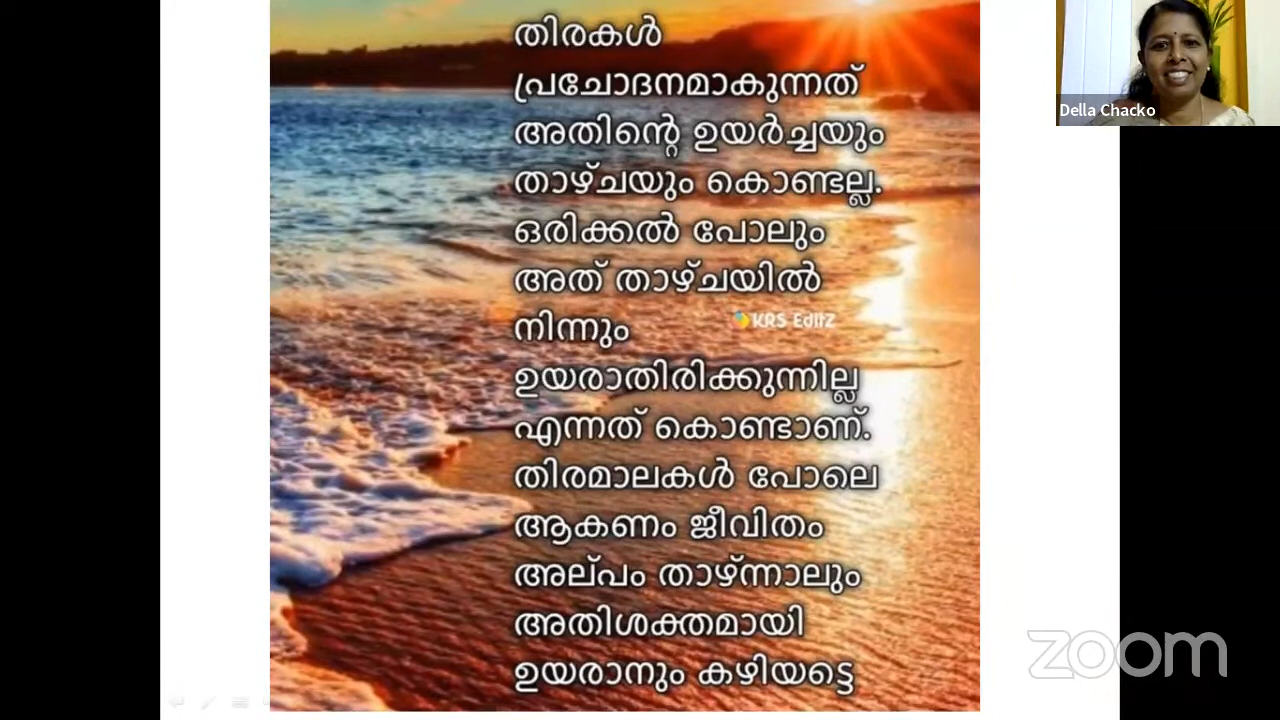 തിരകൾ
പ്രചോദനമാകുന്നത്
അതിന്റെ ഉയർച്ചയും
താഴ്ചയും കൊണ്ടല്ല.
ഒരിക്കൽ പോലും
അത് താഴ്ചയിൽ
നിന്നും
KRS EditZ
ഉയരാതിരിക്കുന്നില്ല
എന്നത് കൊണ്ടാണ്.
തിരമാലകൾ പോലെ
ആകണം ജീവിതം
അല്പം താഴ്ന്നാലും
അതിശക്തമായി
ഉയരാനും കഴിയട്ടെ
Della Chacko
zoom